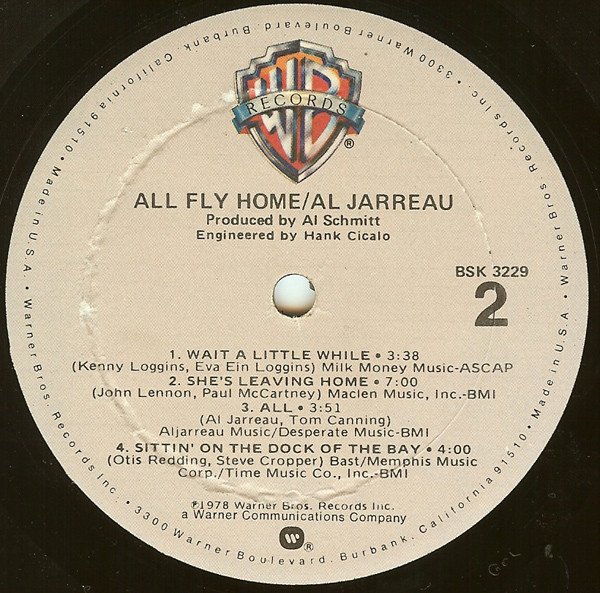 WB
RECORDS
®
ALL FLY HOME/AL JARREAU
Produced by Al Schmitt
Engineered by Hank Cicalo
BSK 3229
2
1. WAIT A LITTLE WHILE • 3:38
(Kenny Loggins, Eva Ein Loggins) Milk Money Music-ASCAP
2. SHE'S LEAVING HOME • 7:00
(John Lennon, Paul McCartney) Maclen Music, Inc.-BMI
3. ALL • 3:51
(Al Jarreau, Tom Canning)
Aljarreau Music/Desperate Music-BMI
4. SITTIN' ON THE DOCK OF THE BAY • 4:00
(Otis Redding, Steve Cropper) Bast/Memphis Music
Corp./Time Music Co., Inc.-BMI
℗1978 Warner Bros. Records Inc.
a Warner Communications Company
W®
Made in U.S.A. • Warner Bros. Records Inc. • 3300 Warner Boulevard, Burbank, California 91510 •
Made in U.S.A. • Warner Bros. Records Inc. • 3300 Warner Boulevard, Burbank, California 91510 •